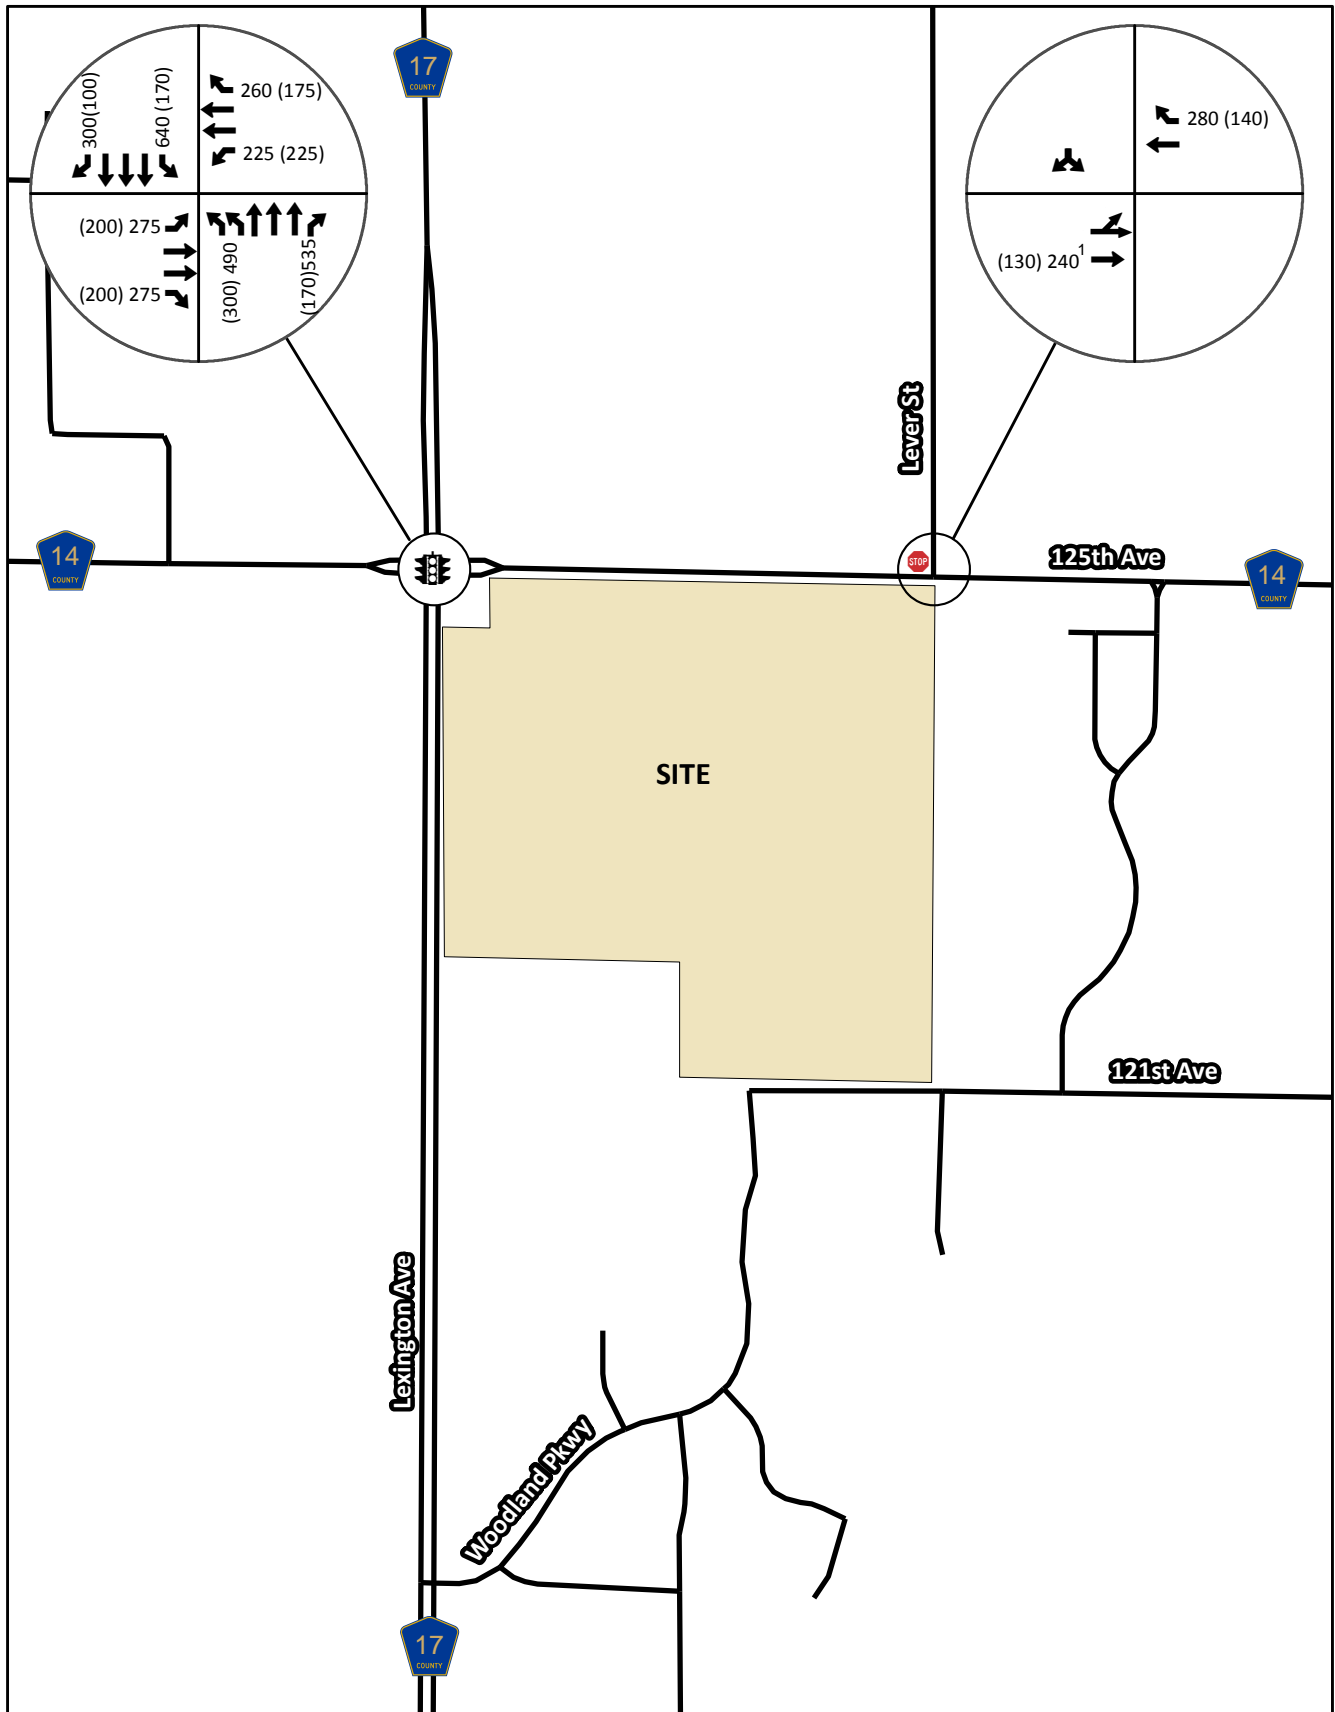 17
COUNTY
300(100)
640 (170)
260 (175)
225 (225)
(200) 275
(200) 275
(300) 490
(170)535
280 (140)
(130) 240¹
Lever St
14
COUNTY
STOP
125th Ave
14
COUNTY
SITE
121st Ave
Lexington Ave
Woodland Pkwy
17
COUNTY